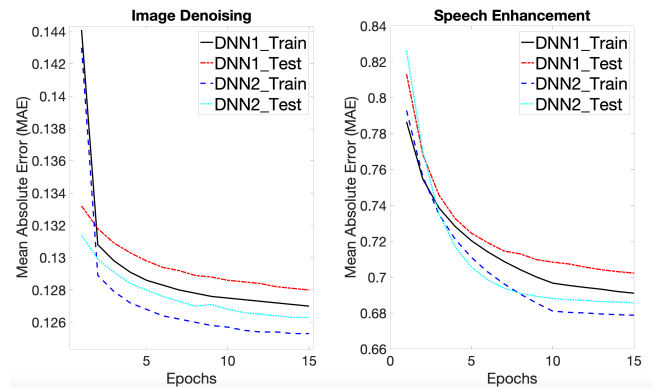 Image Denoising
0.144
0.142
0.14
0.138
0.136
0.134
0.132
0.13
0.128
0.126
Mean Absolute Error (MAE)
DNN1_Train
DNN1_Test
DNN2_Train
DNN2_Test
5
10
15
Epochs
Speech Enhancement
0.84
0.82
0.8
0.78
0.76
0.74
0.72
0.7
0.68
0.66
Mean Absolute Error (MAE)
DNN1_Train
DNN1_Test
DNN2_Train
DNN2_Test
0
5
10
15
Epochs